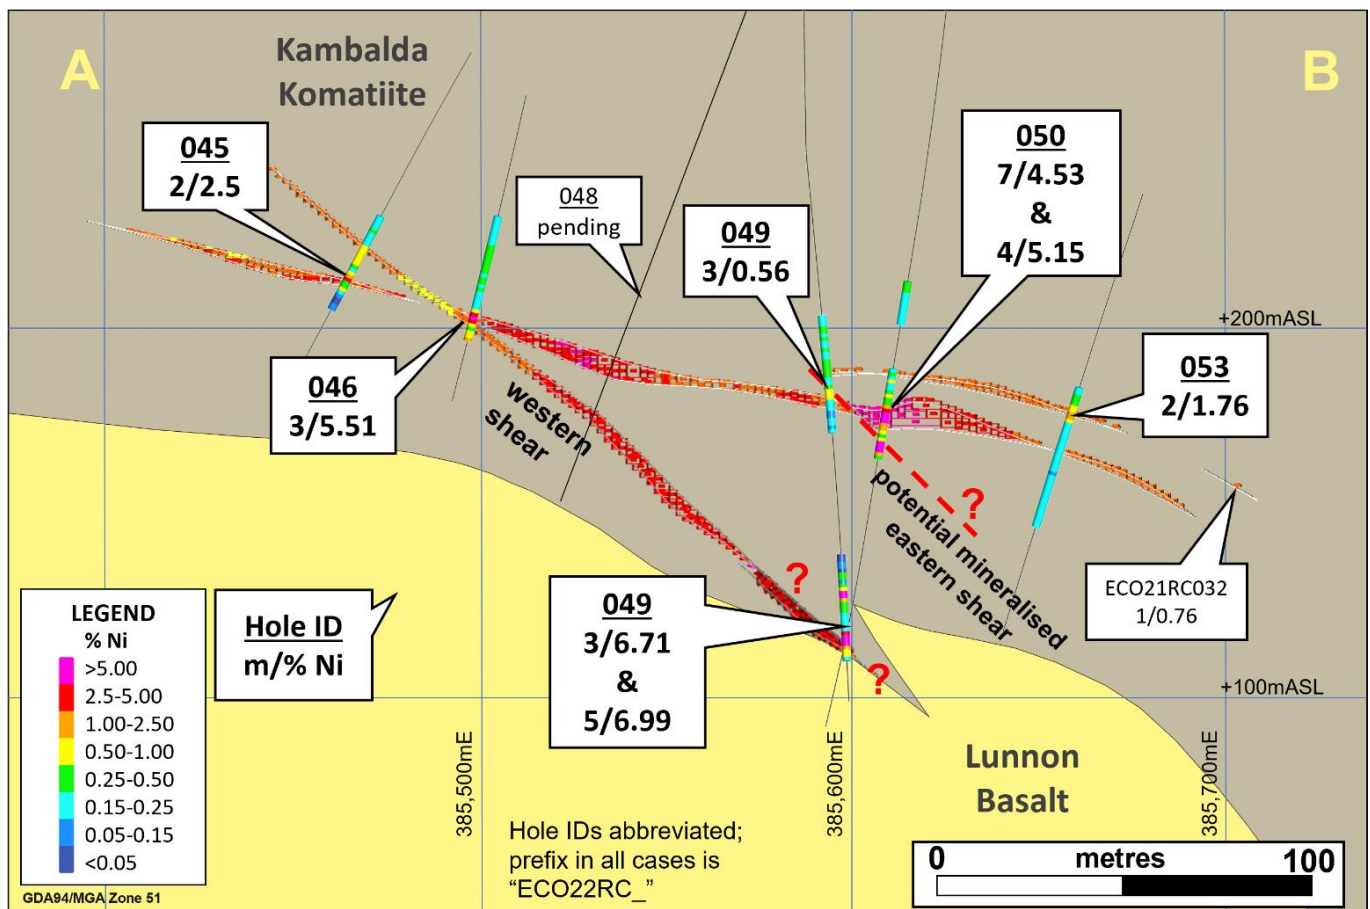 A
Kambalda
Komatiite
B
045
2/2.5
048
pending
049
3/0.56
050
7/4.53
&
4/5.15
+200mASL
046
3/5.51
053
2/1.76
western
shear
?
potential mineralised
eastern shear
ECO21RC032
1/0.76
?
049
3/6.71
&
5/6.99
?
+100mASL
LEGEND
% Ni
>5.00
2.5-5.00
1.00-2.50
0.50-1.00
0.25-0.50
0.15-0.25
0.05-0.15
<0.05
Hole ID
m/% Ni
385,500mE
385,600mE
385,700mE
Lunnon
Basalt
Hole IDs abbreviated;
prefix in all cases is
“ECO22RC_”
0 metres 100
GDA94/MGA Zone 51